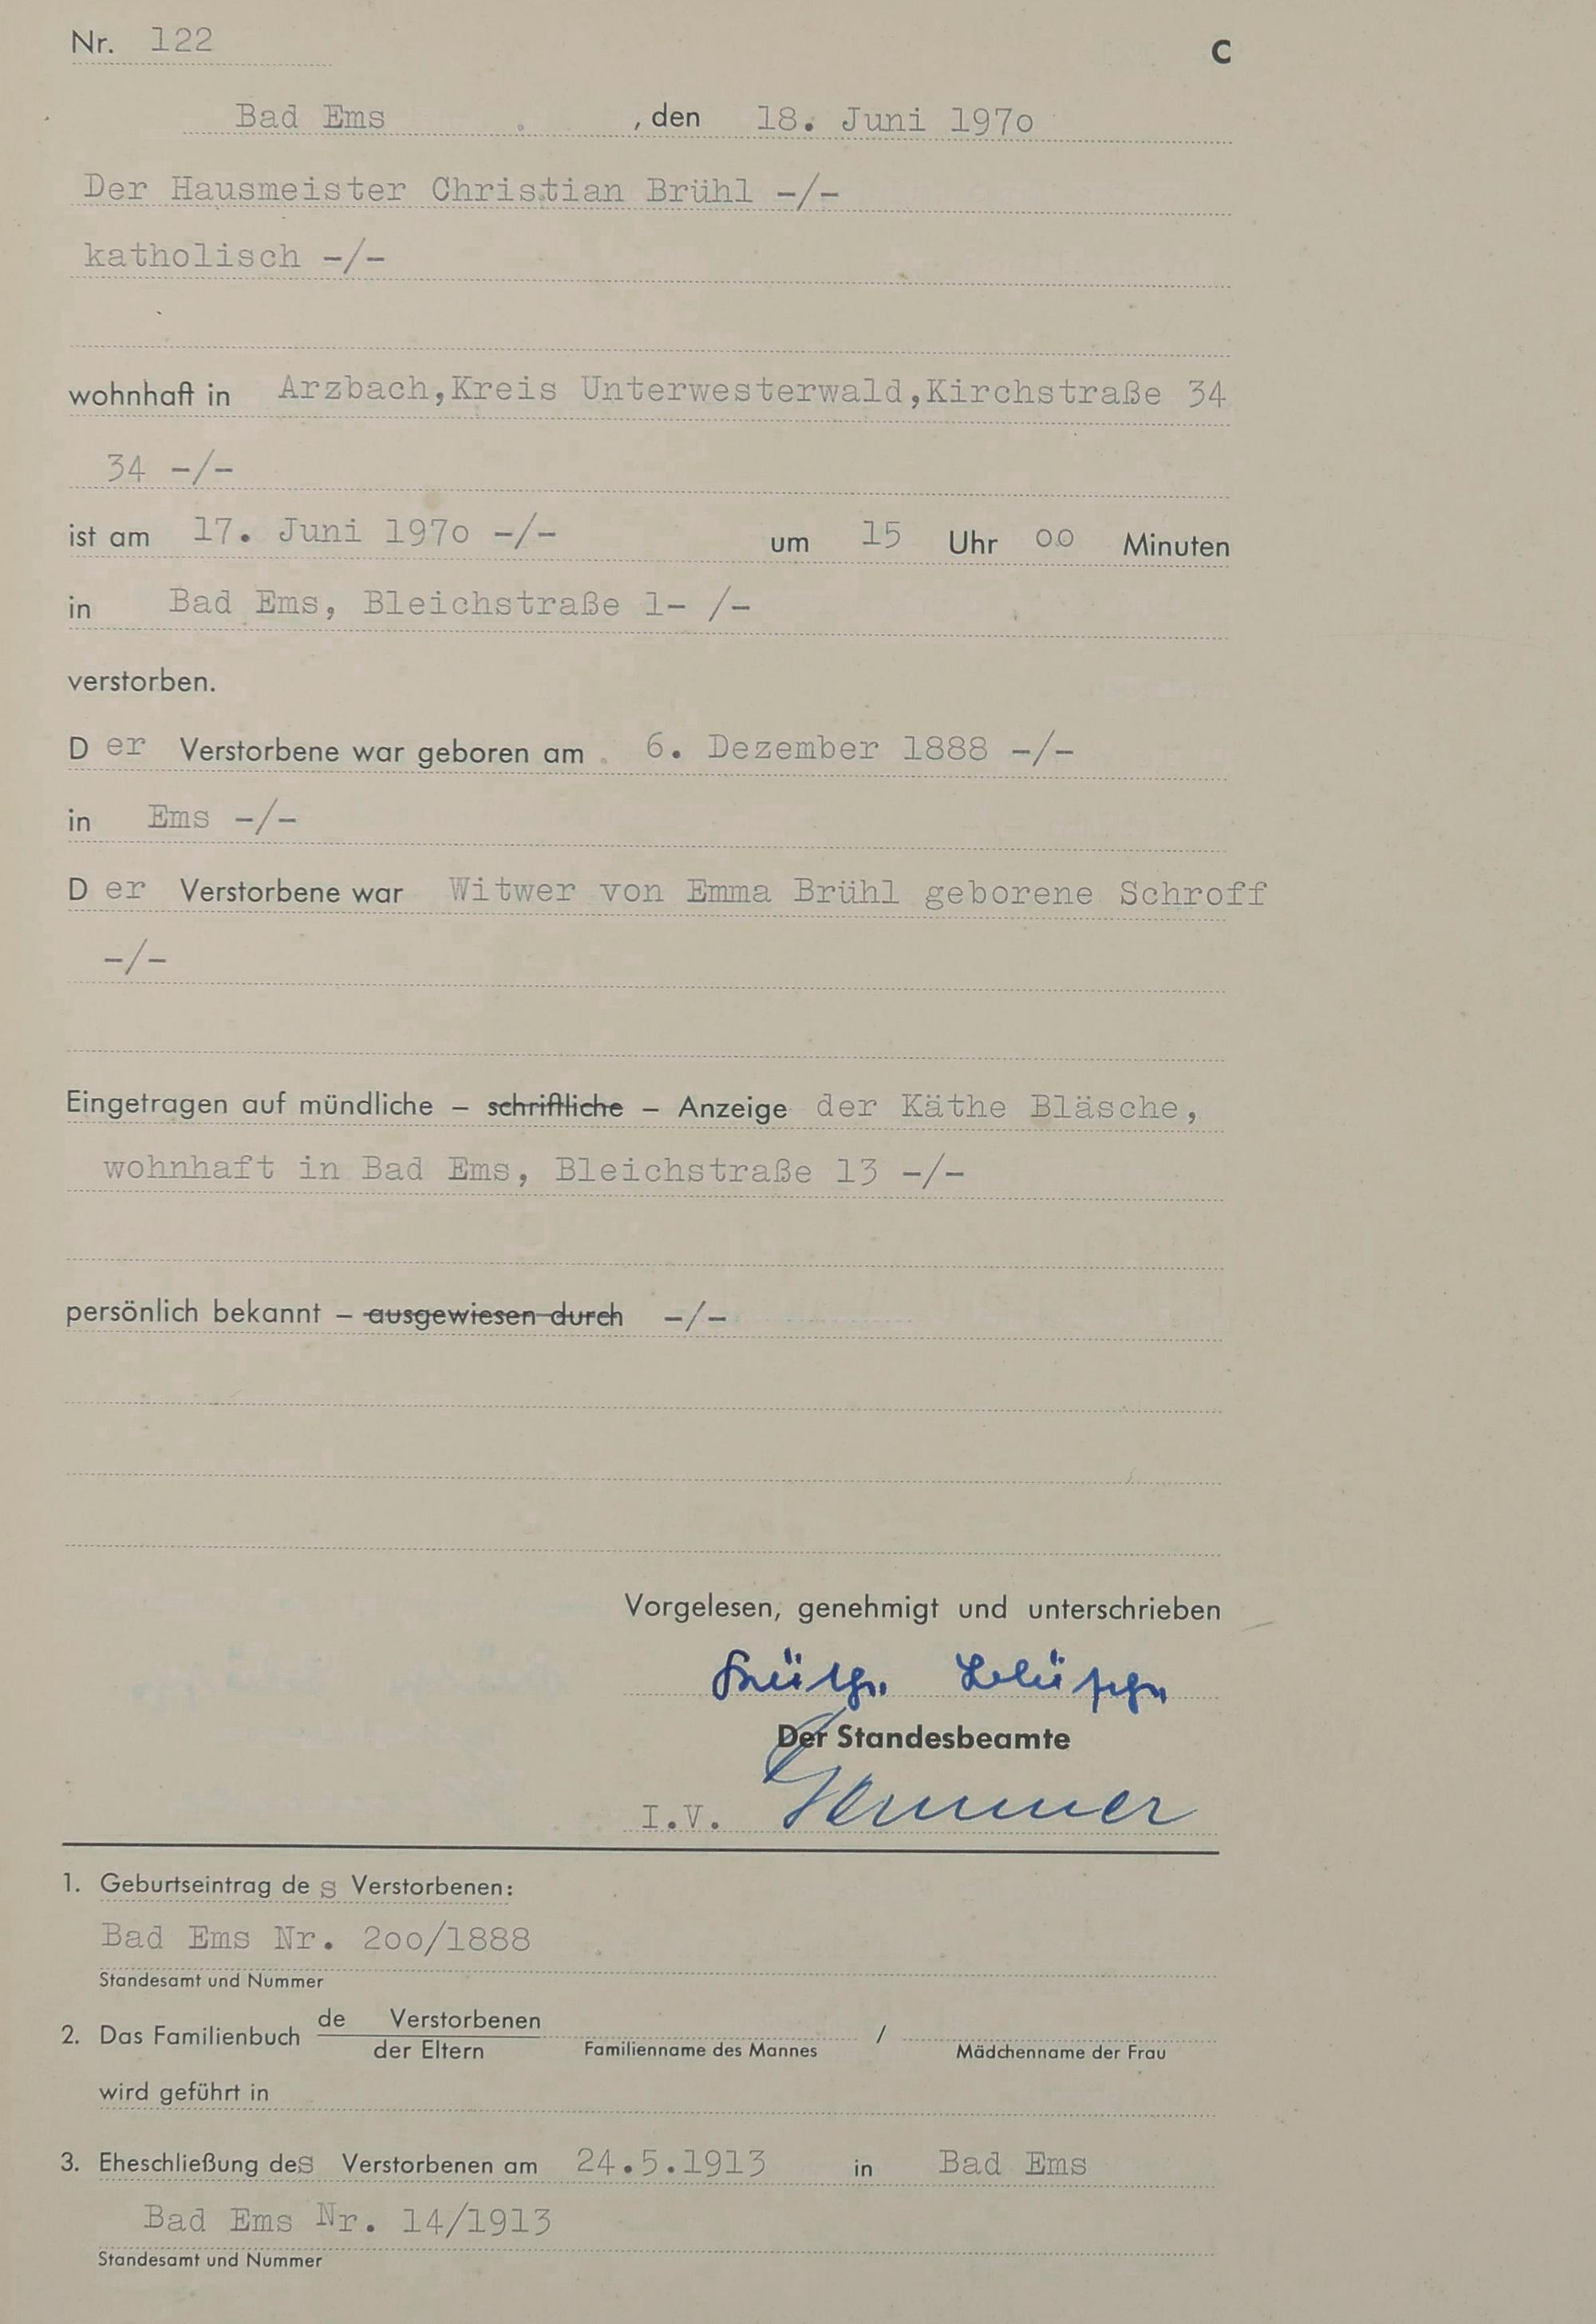 Nr. 122
C
Bad Ems , den 18. Juni 197o
Der Hausmeister Christian Brühl -/-
katholisch -/-
wohnhaft in Arzbach,Kreis Unterwesterwald,Kirchstraße 34
34 -/-
ist am 17. Juni 197o -/- um 15 Uhr oo Minuten
in Bad Ems, Bleichstraße 1- /-
verstorben.
D er Verstorbene war geboren am 6. Dezember 1888 -/-
in Ems -/-
D er Verstorbene war Witwer von Emma Brühl geborene Schroff
-/-
Eingetragen auf mündliche – schriftliche – Anzeige der Käthe Bläsche,
wohnhaft in Bad Ems, Bleichstraße 13 -/-
persönlich bekannt – ausgewiesen durch -/-
Vorgelesen, genehmigt und unterschrieben
Käthe Bläsche
Der Standesbeamte
I.V.
1. Geburtseintrag de s Verstorbenen:
Bad Ems Nr. 2oo/1888
Standesamt und Nummer
2. Das Familienbuch de Verstorbenen / der Eltern
Familienname des Mannes / Mädchenname der Frau
wird geführt in
3. Eheschließung des Verstorbenen am 24.5.1913 in Bad Ems
Bad Ems Nr. 14/1913
Standesamt und Nummer